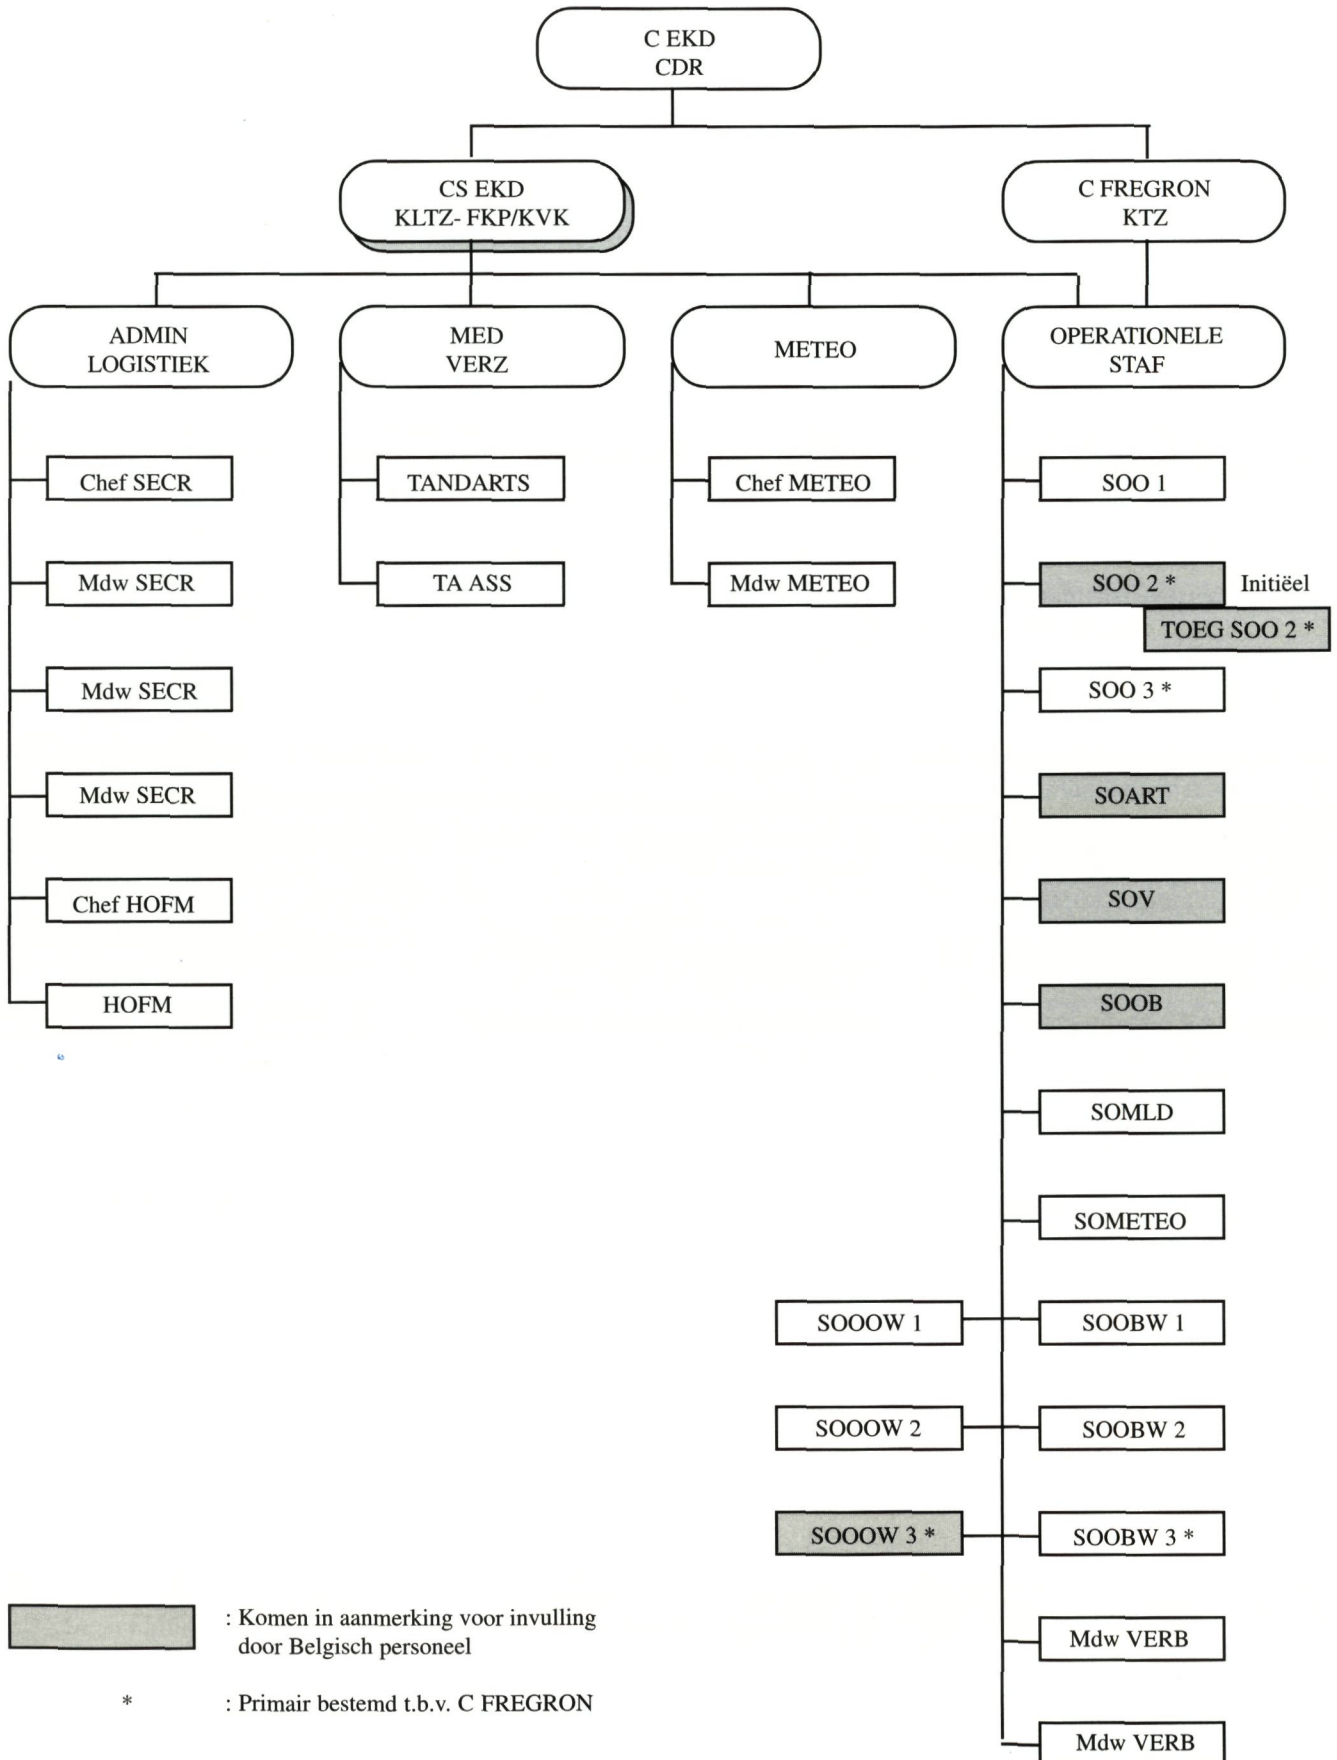 C EKD
CDR
CS EKD
KLTZ- FKP/KVK
C FREGRON
KTZ
ADMIN
LOGISTIEK
MED
VERZ
METEO
OPERATIONELE
STAF
Chef SECR
Mdw SECR
Mdw SECR
Mdw SECR
Chef HOFM
HOFM
TANDARTS
TA ASS
Chef METEO
Mdw METEO
SOO 1
SOO 2 * Initiëel
TOEG SOO 2 *
SOO 3 *
SOART
SOV
SOOB
SOMLD
SOMETEO
SOOOW 1 SOOBW 1
SOOOW 2 SOOBW 2
SOOOW 3 * SOOBW 3 *
Mdw VERB
Mdw VERB
: Komen in aanmerking voor invulling
door Belgisch personeel
* : Primair bestemd t.b.v. C FREGRON